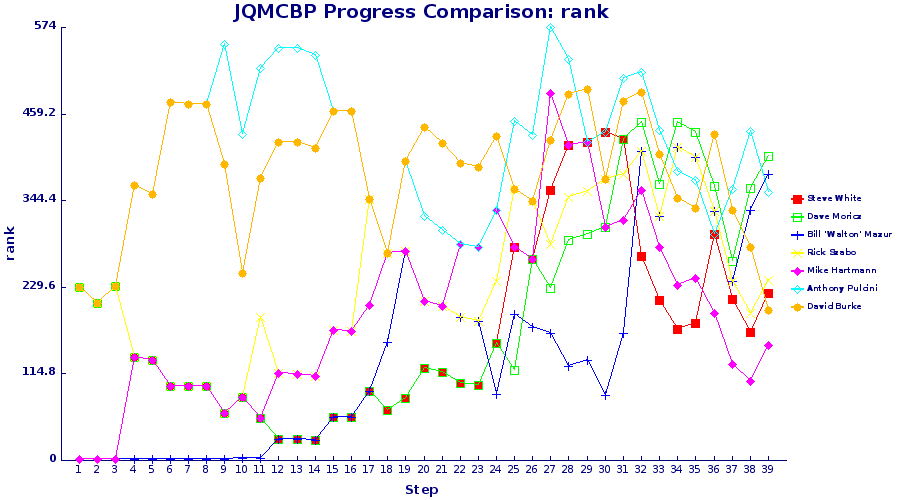 JQMCBP Progress Comparison: rank
574
459.2
344.4
229.6
114.8
0
rank
1 2 3 4 5 6 7 8 9 10 11 12 13 14 15 16 17 18 19 20 21 22 23 24 25 26 27 28 29 30 31 32 33 34 35 36 37 38 39
Step
Steve White
Dave Moricz
Bill 'Walton' Mazur
Rick Szabo
Mike Hartmann
Anthony Pulcini
David Burke